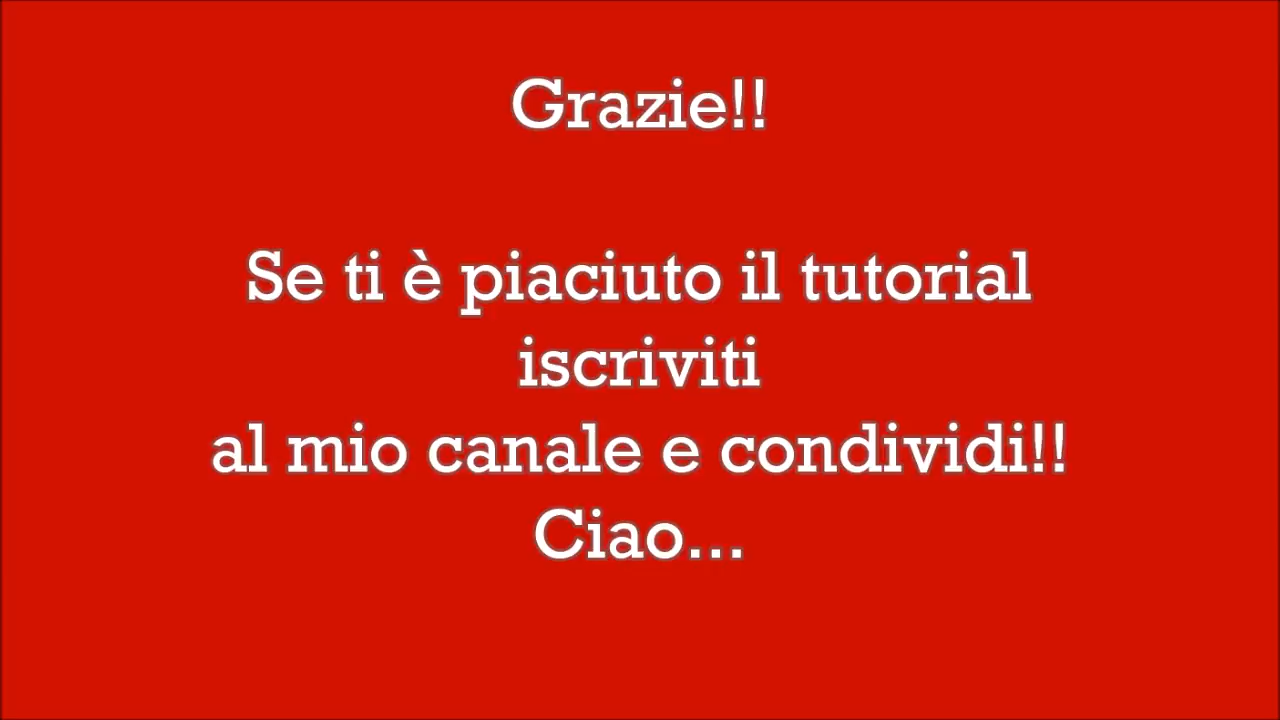 Grazie!!
Se ti è piaciuto il tutorial
iscriviti
al mio canale e condividi!!
Ciao...